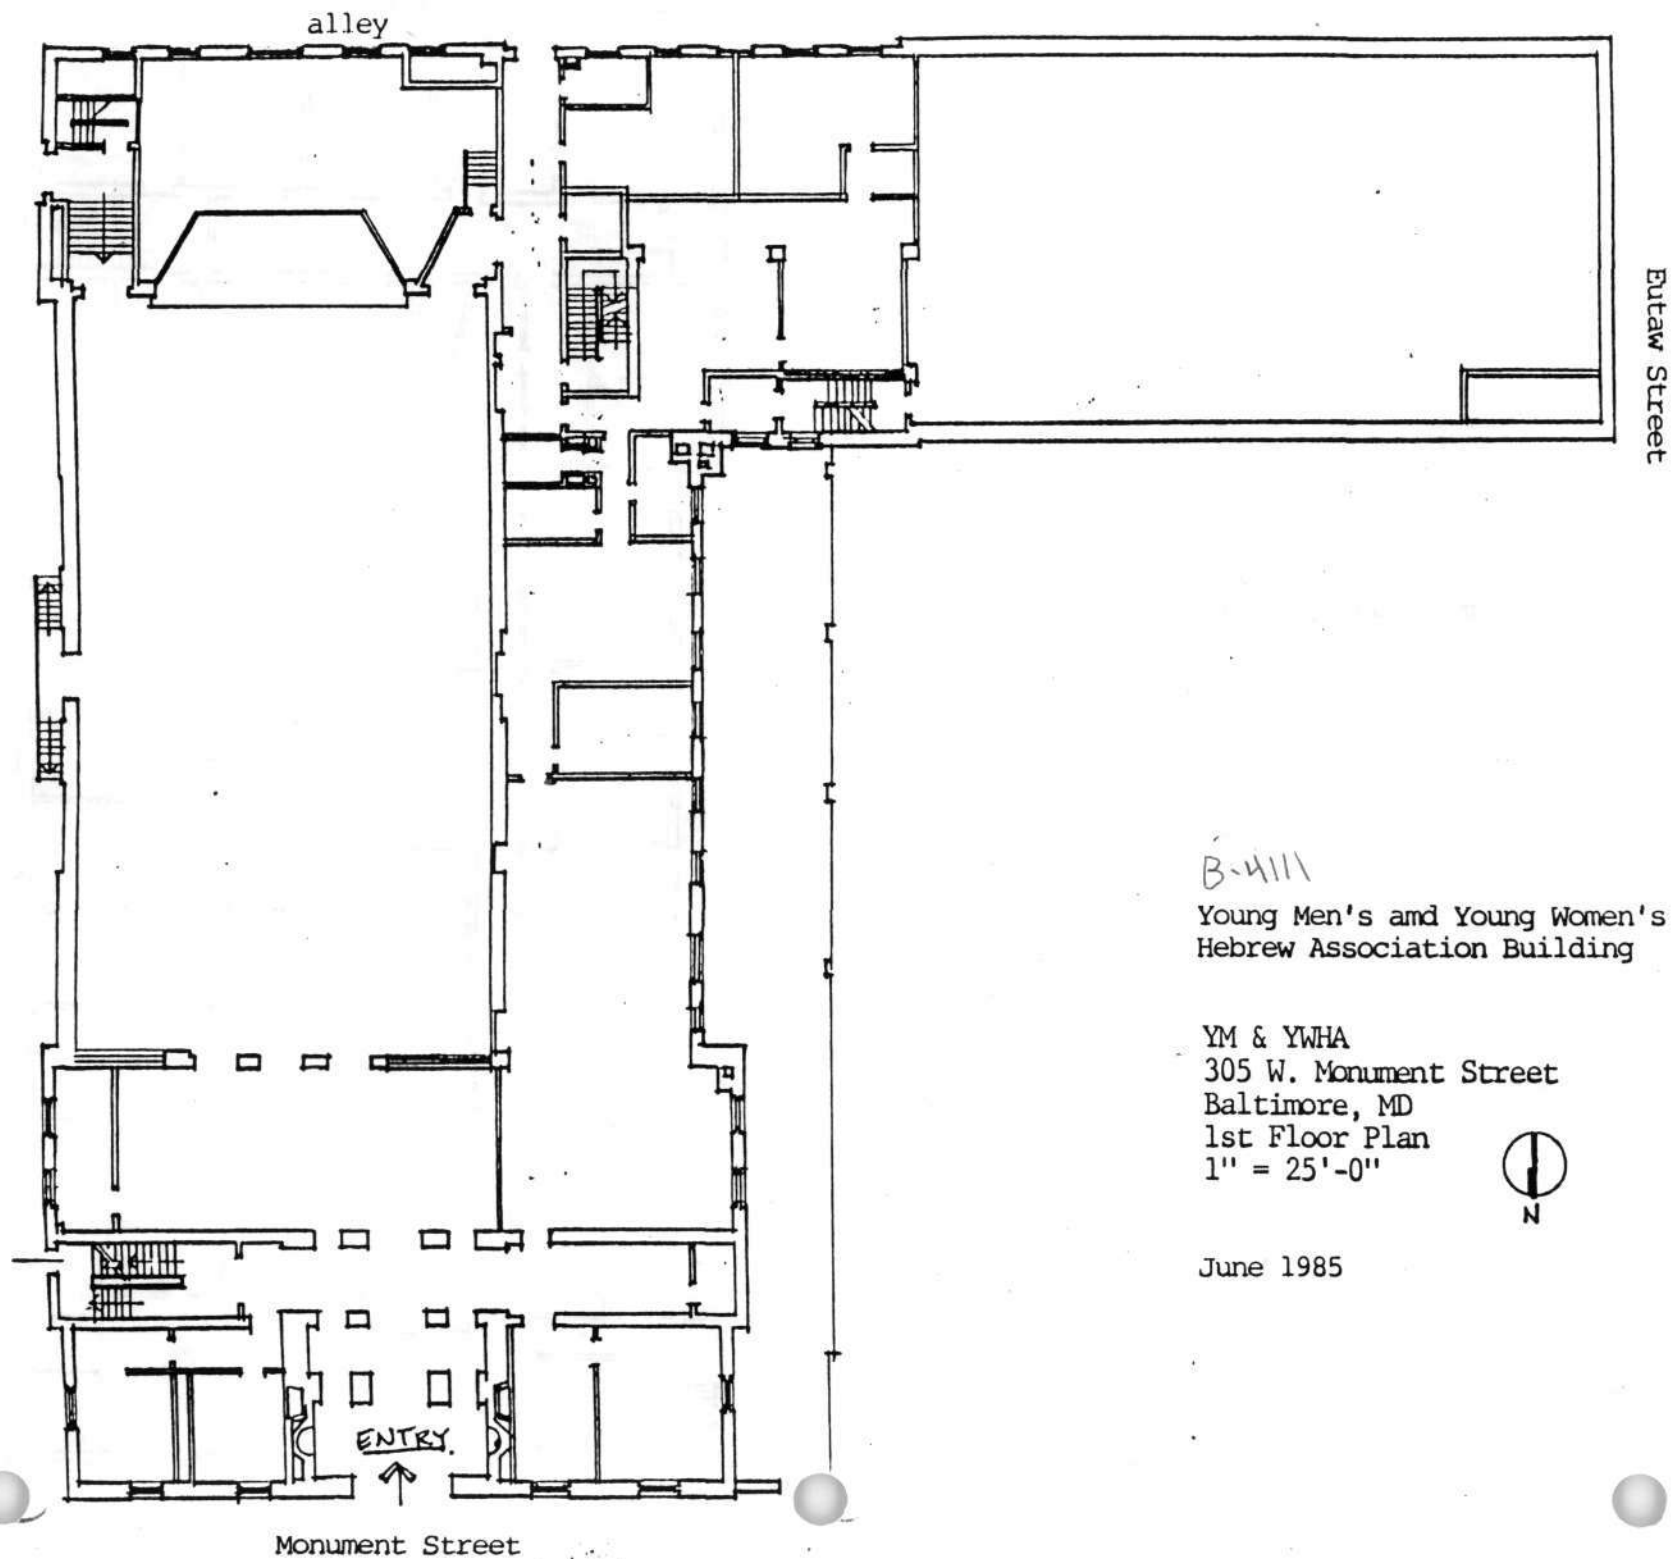 alley
Eutaw Street
B-4111
Young Men's amd Young Women's
Hebrew Association Building
YM & YWHA
305 W. Monument Street
Baltimore, MD
1st Floor Plan
1" = 25'-0"
N
June 1985
ENTRY.
Monument Street